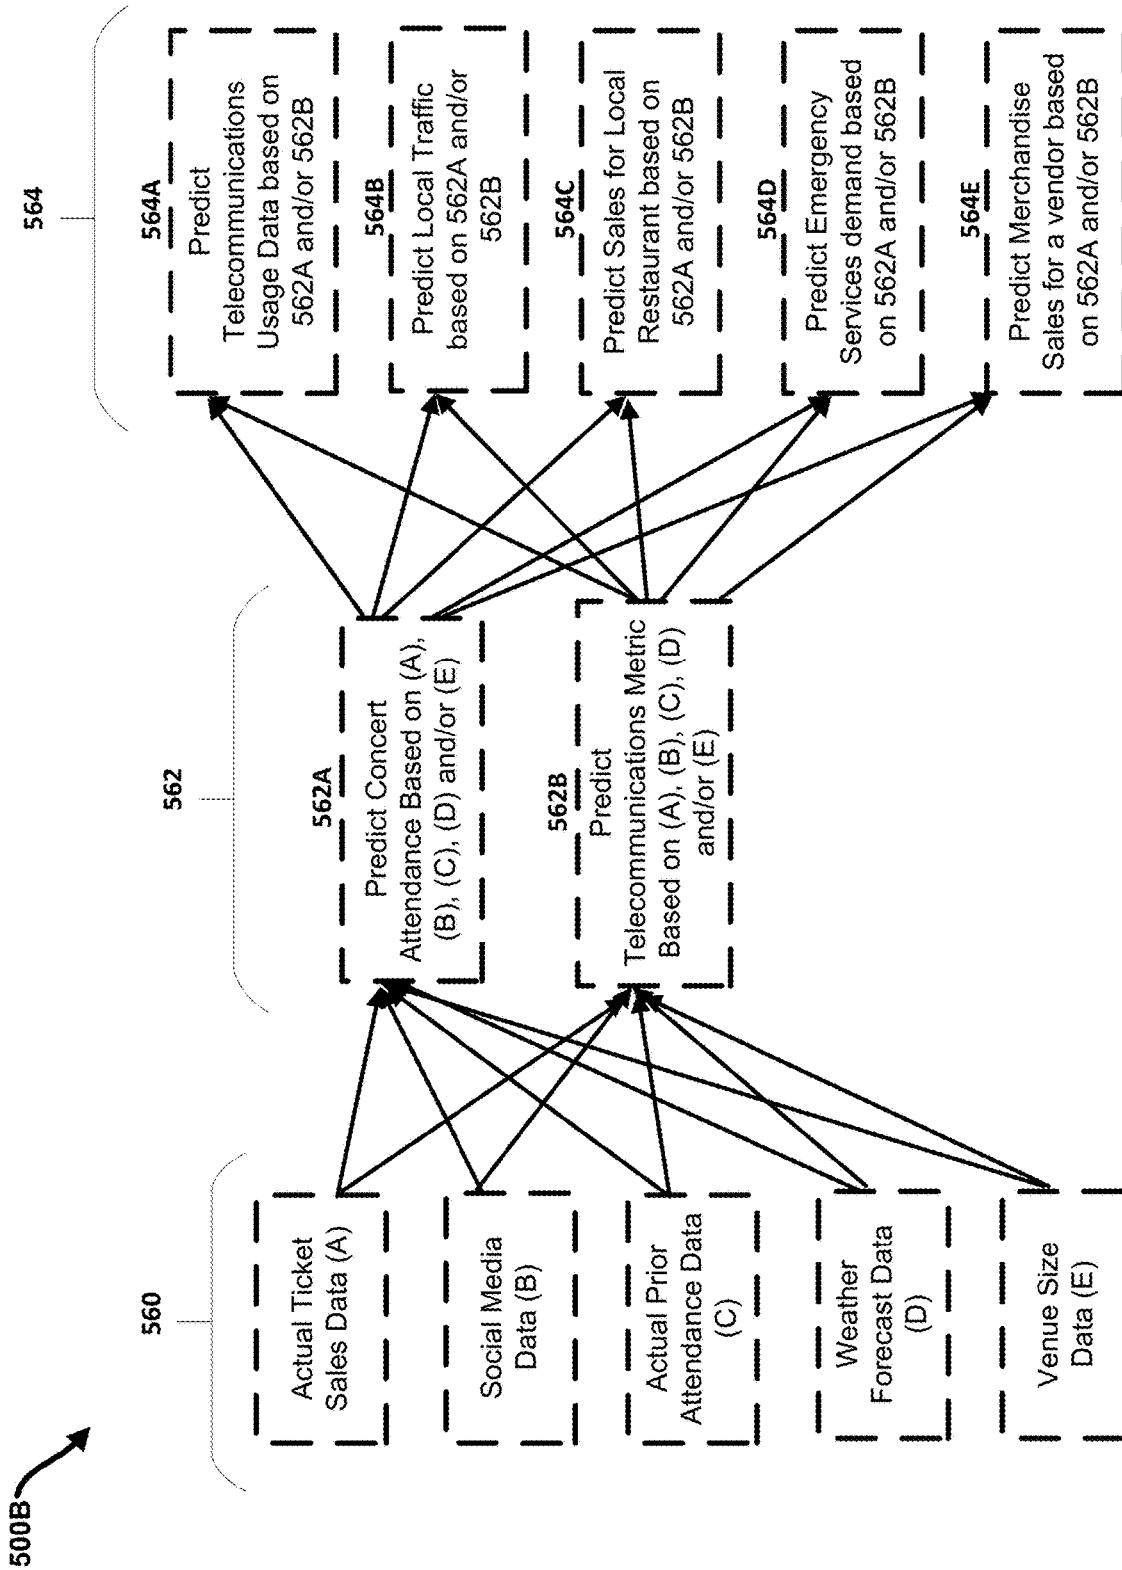 500B
560
Actual Ticket
Sales Data (A)
Social Media
Data (B)
Actual Prior
Attendance Data
(C)
Weather
Forecast Data
(D)
Venue Size
Data (E)
562
562A
Predict Concert
Attendance Based on (A),
(B), (C), (D) and/or (E)
562B
Predict
Telecommunications Metric
Based on (A), (B), (C), (D)
and/or (E)
564
564A
Predict
Telecommunications
Usage Data based on
562A and/or 562B
564B
Predict Local Traffic
based on 562A and/or
562B
564C
Predict Sales for Local
Restaurant based on
562A and/or 562B
564D
Predict Emergency
Services demand based
on 562A and/or 562B
564E
Predict Merchandise
Sales for a vendor based
on 562A and/or 562B